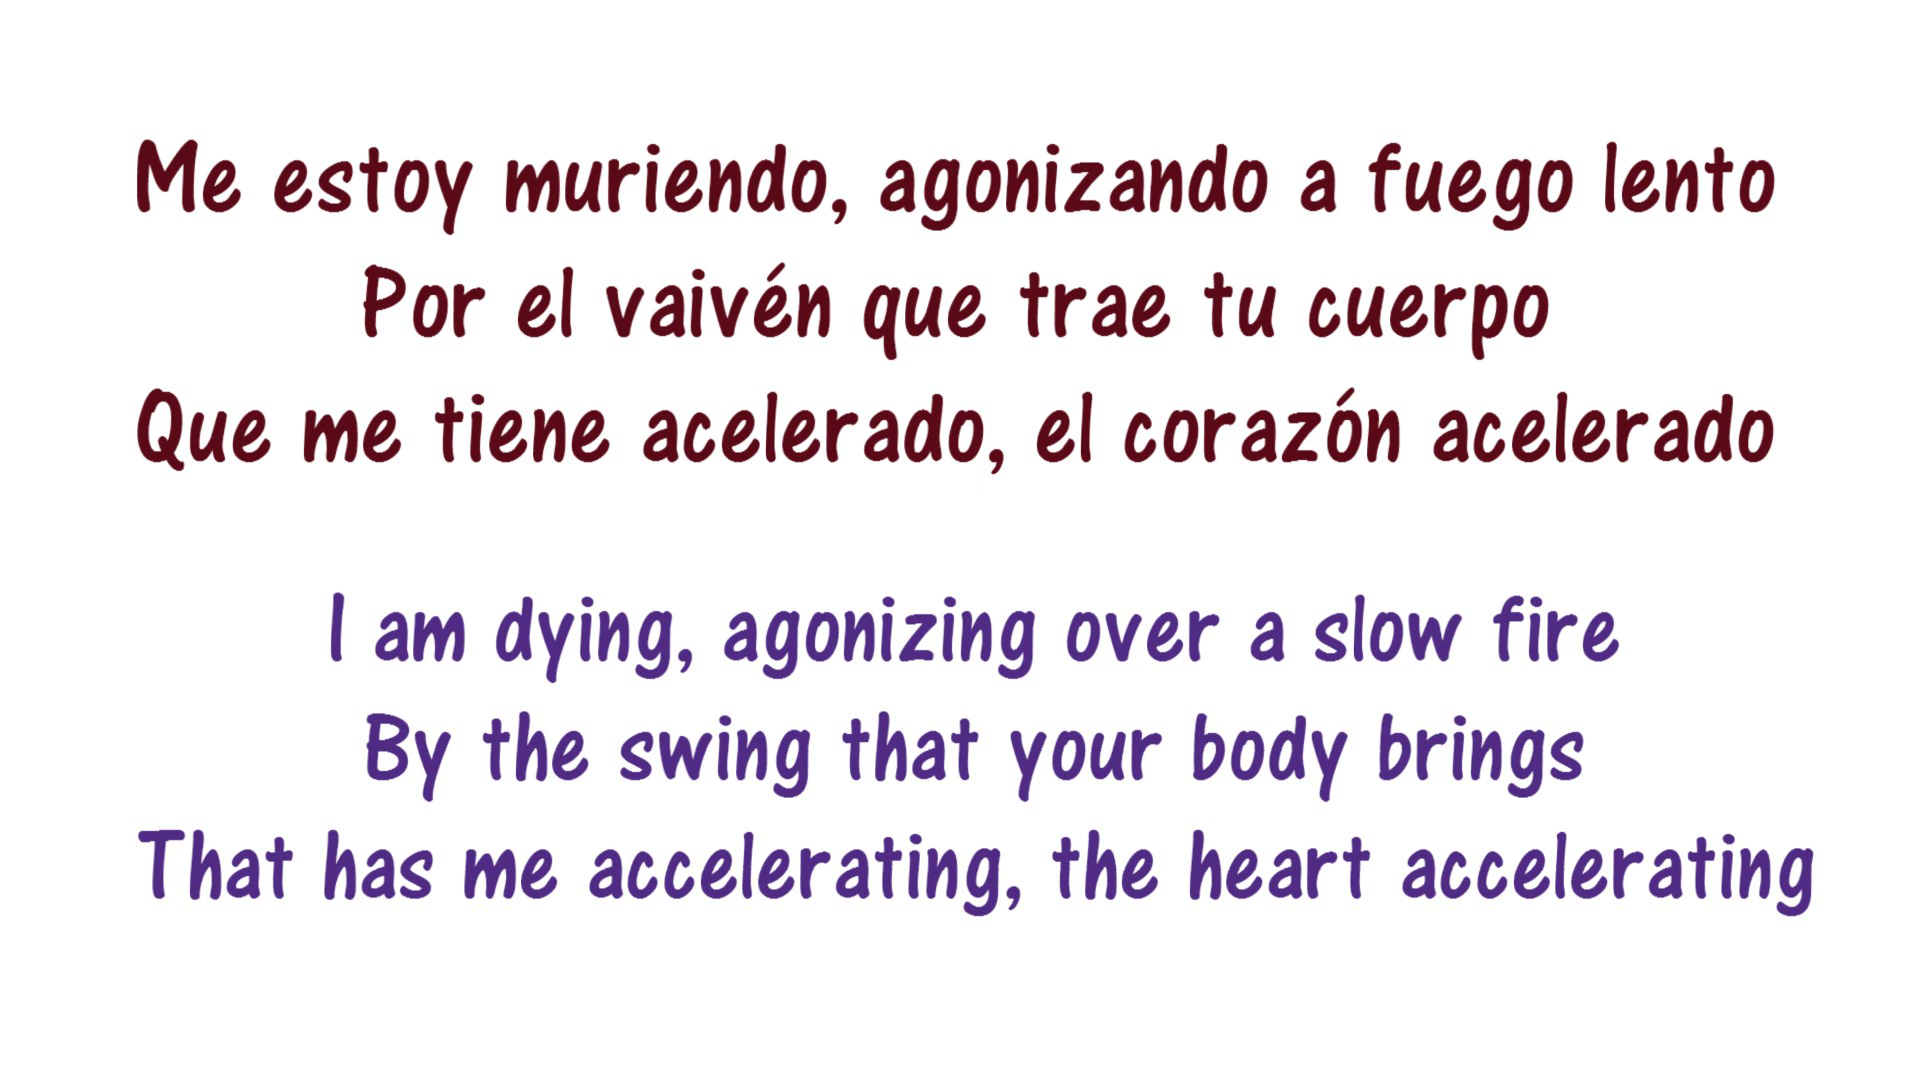 Me estoy muriendo, agonizando a fuego lento
Por el vaivén que trae tu cuerpo
Que me tiene acelerado, el corazón acelerado
I am dying, agonizing over a slow fire
By the swing that your body brings
That has me accelerating, the heart accelerating